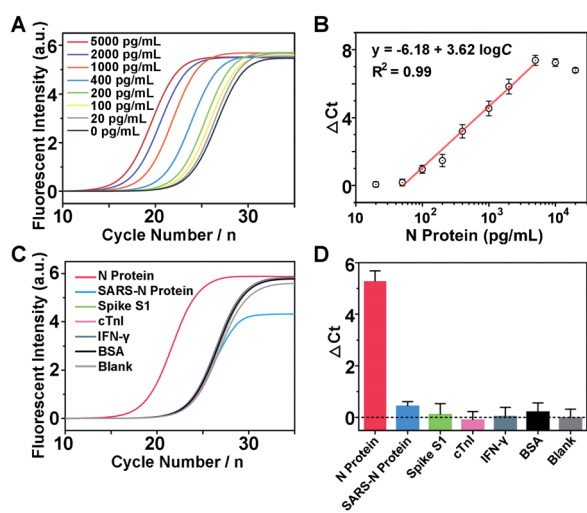 A
Fluorescent Intensity (a.u.)
6
4
2
0
5000 pg/mL
2000 pg/mL
1000 pg/mL
400 pg/mL
200 pg/mL
100 pg/mL
20 pg/mL
0 pg/mL
10 20 30
Cycle Number / n
B
ΔCt
8
4
0
y = -6.18 + 3.62 logC
R² = 0.99
10¹ 10² 10³ 10⁴
N Protein (pg/mL)
C
Fluorescent Intensity (a.u.)
6
4
2
0
N Protein
SARS-N Protein
Spike S1
cTnI
IFN-γ
BSA
Blank
10 20 30
Cycle Number / n
D
ΔCt
6
4
2
0
N Protein
SARS-N Protein
Spike S1
cTnI
IFN-γ
BSA
Blank